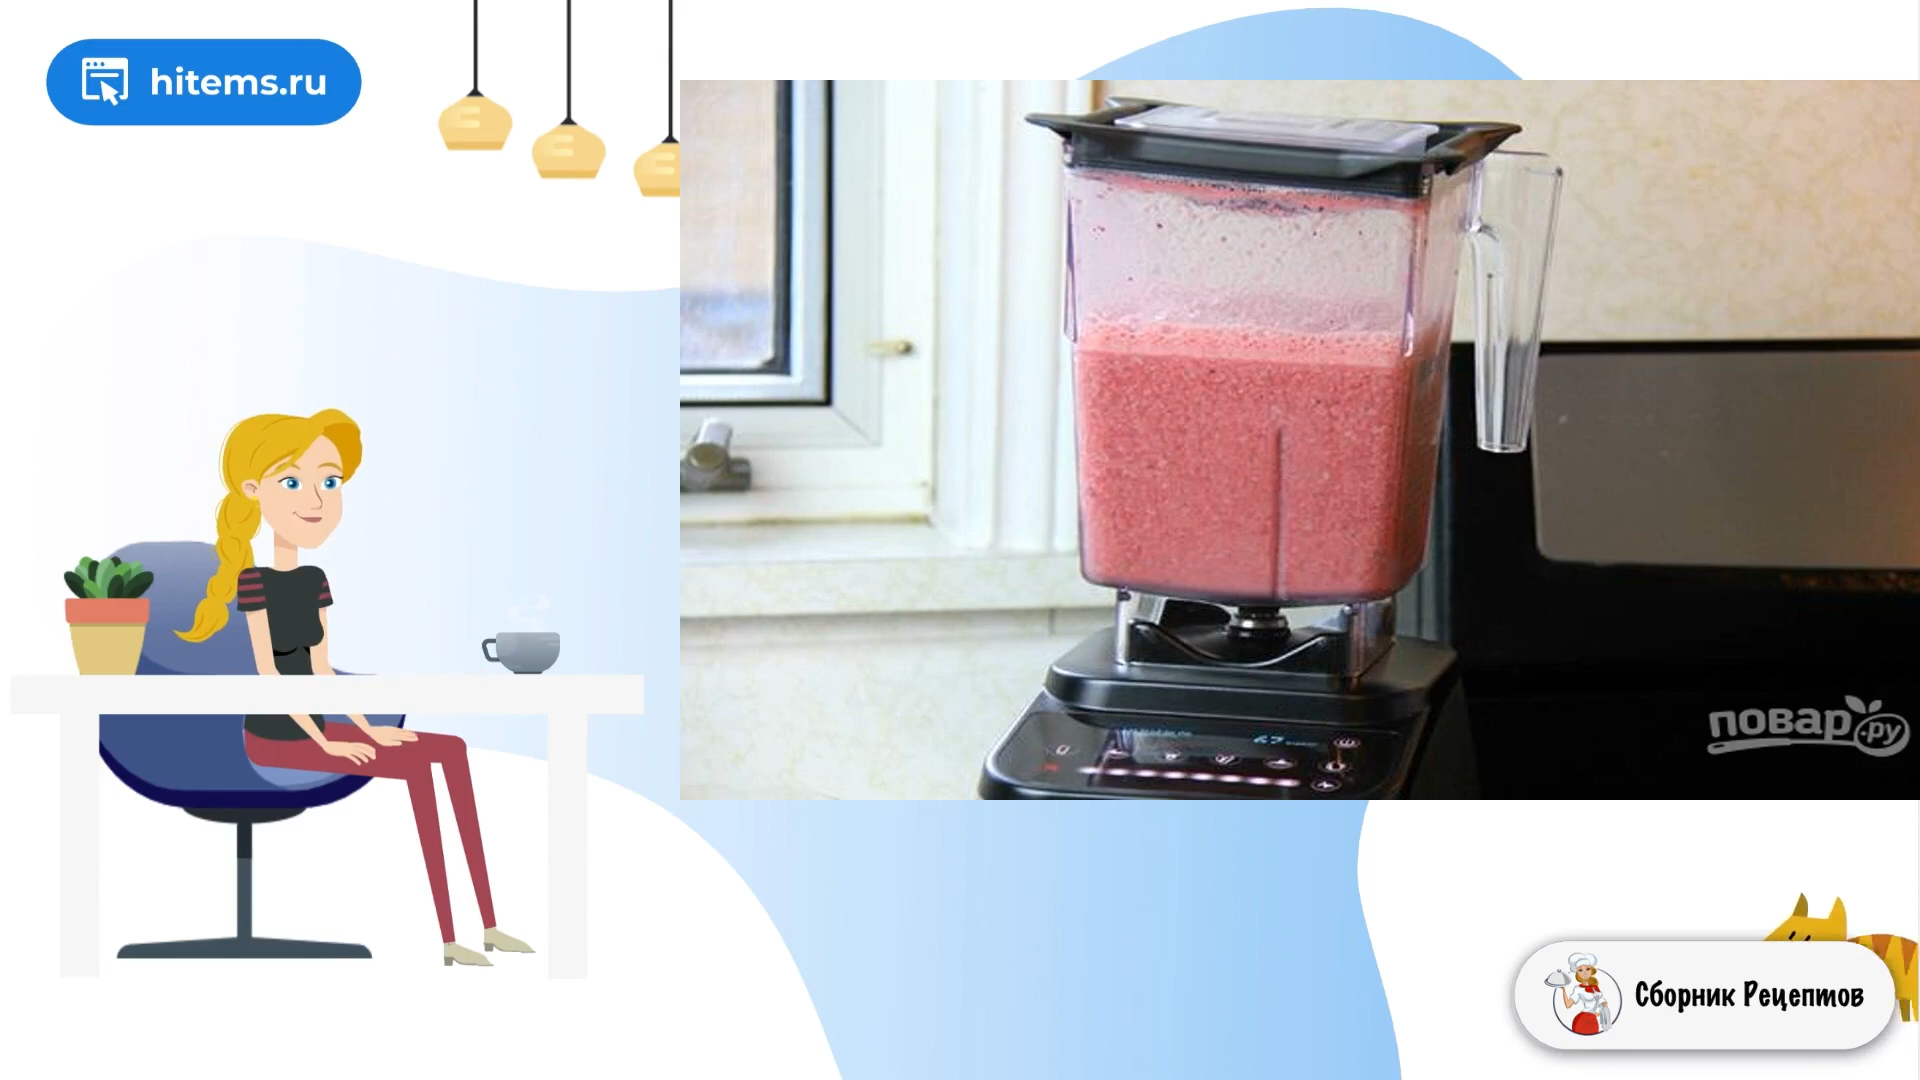 hitems.ru
повар.ру
Сборник Рецептов